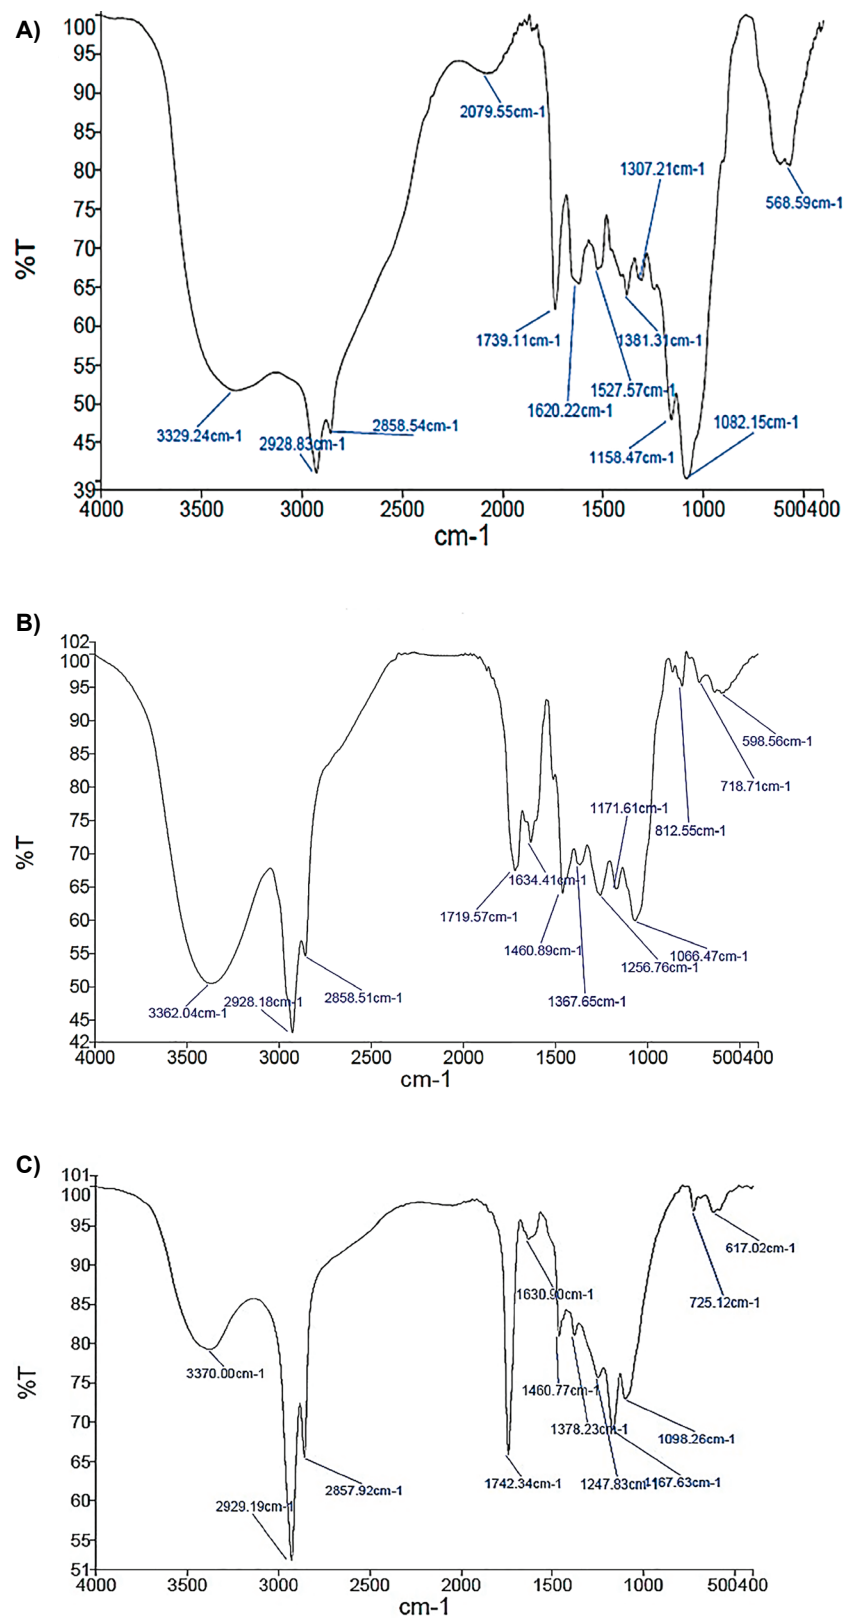 A)
100
95
90
85
80
75
70
65
60
55
50
45
39
%T
2079.55cm-1
1307.21cm-1
568.59cm-1
1739.11cm-1
1381.31cm-1
1527.57cm-1
1620.22cm-1
3329.24cm-1
2928.83cm-1
2858.54cm-1
1082.15cm-1
1158.47cm-1
4000 3500 3000 2500 2000 1500 1000 500400
cm-1
B)
102
100
95
90
85
80
75
70
65
60
55
50
45
42
%T
598.56cm-1
718.71cm-1
1171.61cm-1
812.55cm-1
1634.41cm-1
1719.57cm-1
1460.89cm-1
1066.47cm-1
1256.76cm-1
1367.65cm-1
3362.04cm-1
2928.18cm-1
2858.51cm-1
4000 3500 3000 2500 2000 1500 1000 500400
cm-1
C)
101
100
95
90
85
80
75
70
65
60
55
51
%T
617.02cm-1
725.12cm-1
1630.90cm-1
3370.00cm-1
1460.77cm-1
1378.23cm-1
1098.26cm-1
1742.34cm-1
1247.83cm-1
1167.63cm-1
2857.92cm-1
2929.19cm-1
4000 3500 3000 2500 2000 1500 1000 500400
cm-1